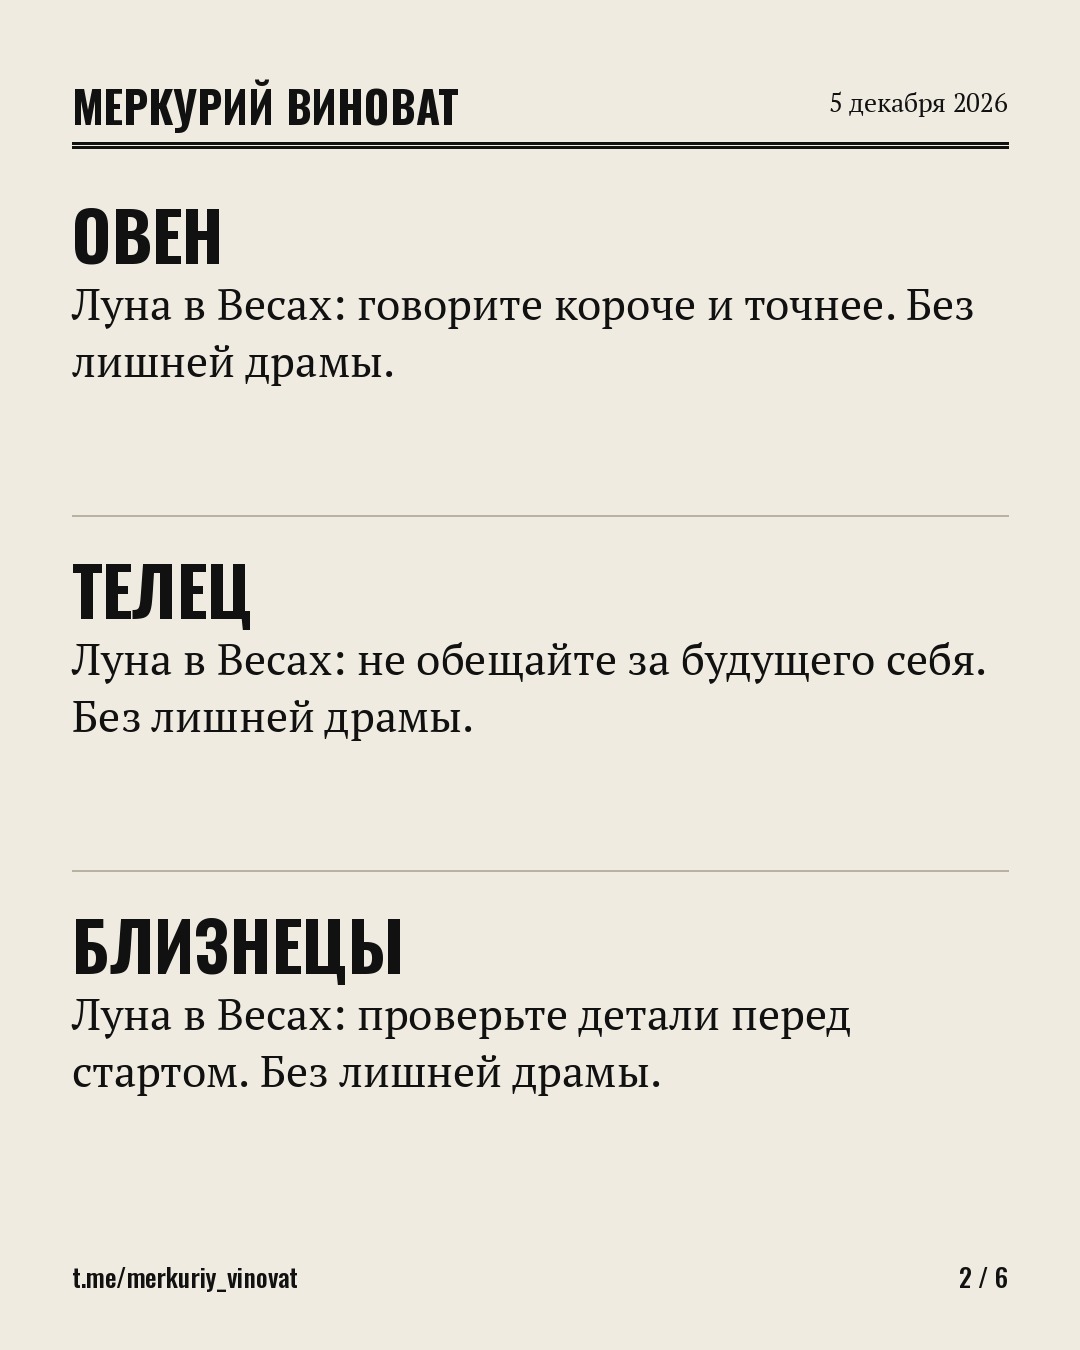 МЕРКУРИЙ ВИНОВАТ
5 декабря 2026
ОВЕН
Луна в Весах: говорите короче и точнее. Без
лишней драмы.
ТЕЛЕЦ
Луна в Весах: не обещайте за будущего себя.
Без лишней драмы.
БЛИЗНЕЦЫ
Луна в Весах: проверьте детали перед
стартом. Без лишней драмы.
t.me/merkuriy_vinovat
2 / 6